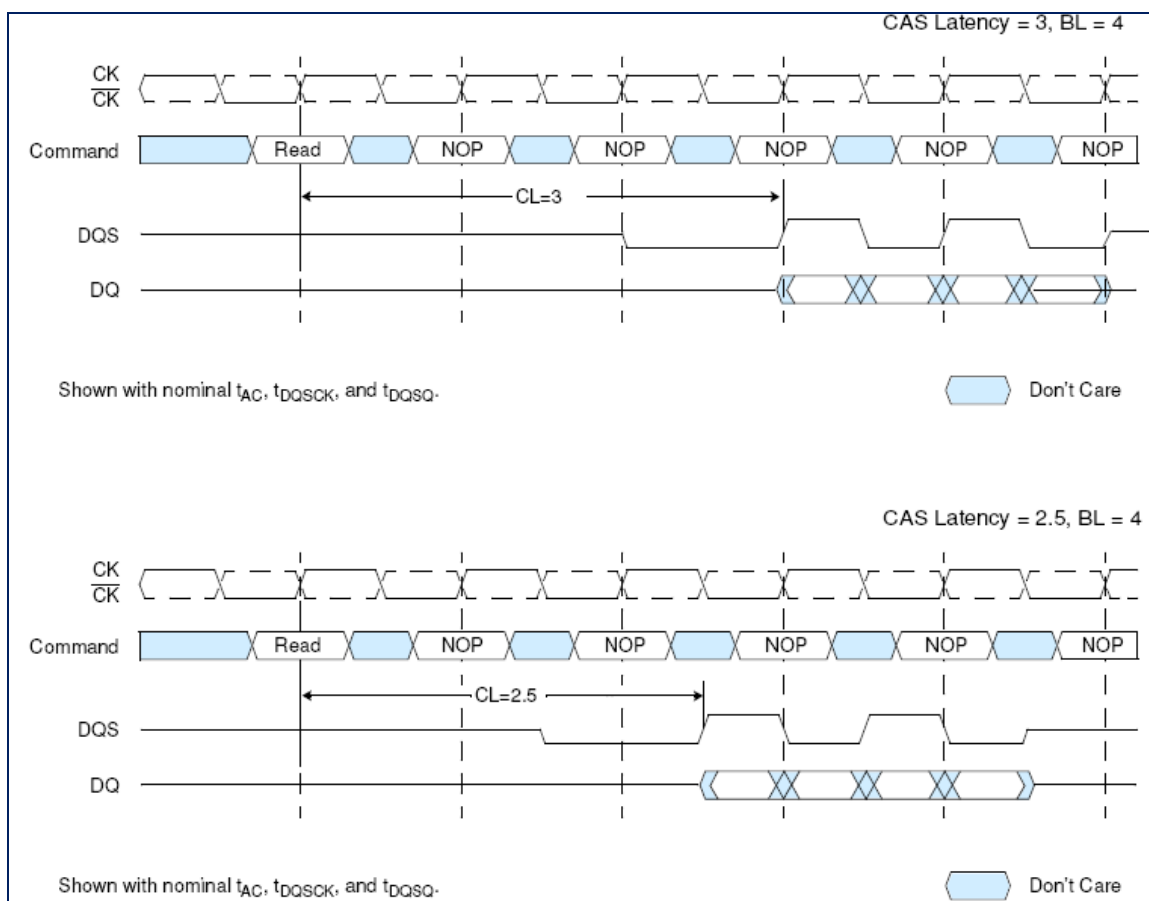 CAS Latency = 3, BL = 4
CK
CK
Command Read NOP NOP NOP NOP NOP
CL=3
DQS
DQ
Shown with nominal tAC, tDQSCK, and tDQSQ. Don't Care
CAS Latency = 2.5, BL = 4
CK
CK
Command Read NOP NOP NOP NOP NOP
CL=2.5
DQS
DQ
Shown with nominal tAC, tDQSCK, and tDQSQ. Don't Care